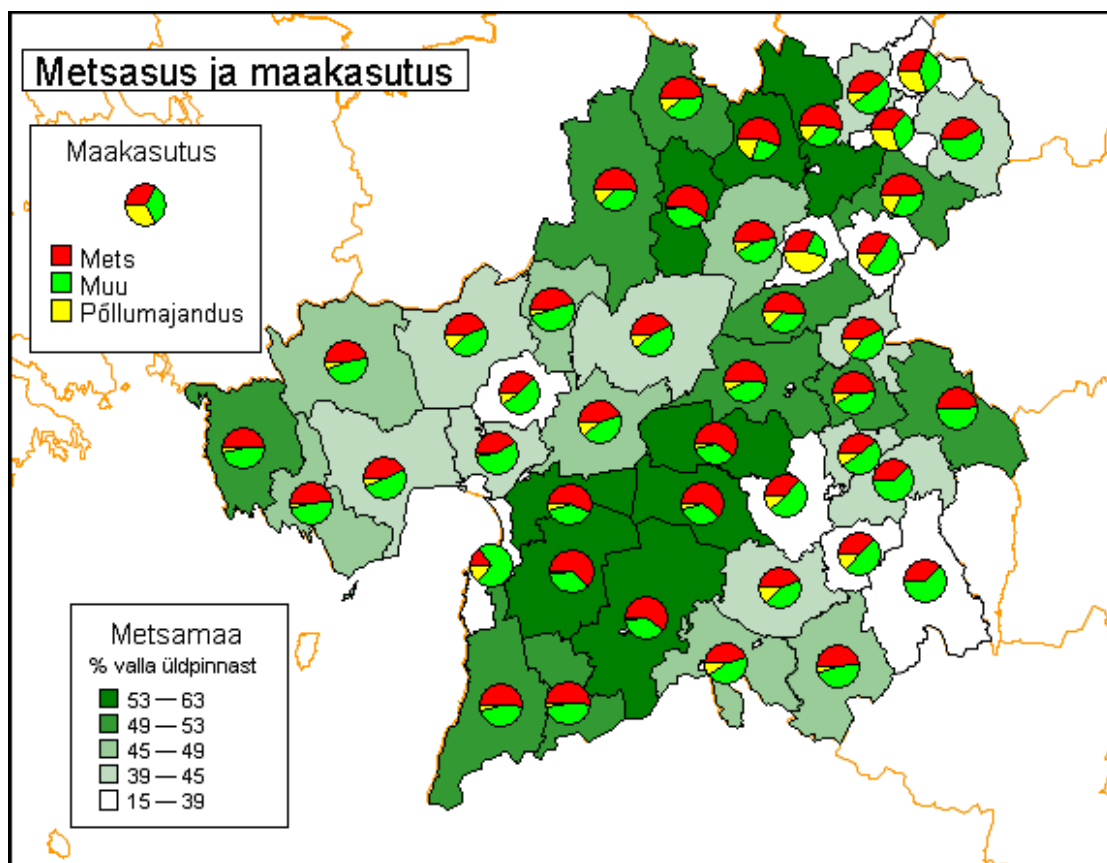 Metsasus ja maakasutus
Maakasutus
Mets
Muu
Põllumajandus
Metsamaa
% valla üldpinnast
53 — 63
49 — 53
45 — 49
39 — 45
15 — 39